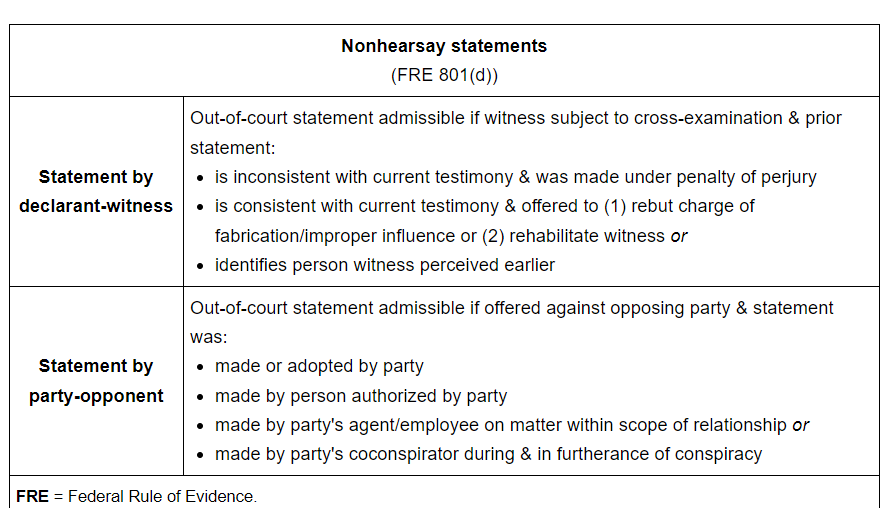 Nonhearsay statements
(FRE 801(d))
Statement by
declarant-witness
Out-of-court statement admissible if witness subject to cross-examination & prior
statement:
• is inconsistent with current testimony & was made under penalty of perjury
• is consistent with current testimony & offered to (1) rebut charge of
fabrication/improper influence or (2) rehabilitate witness or
• identifies person witness perceived earlier
Statement by
party-opponent
Out-of-court statement admissible if offered against opposing party & statement
was:
• made or adopted by party
• made by person authorized by party
• made by party's agent/employee on matter within scope of relationship or
• made by party's coconspirator during & in furtherance of conspiracy
FRE = Federal Rule of Evidence.